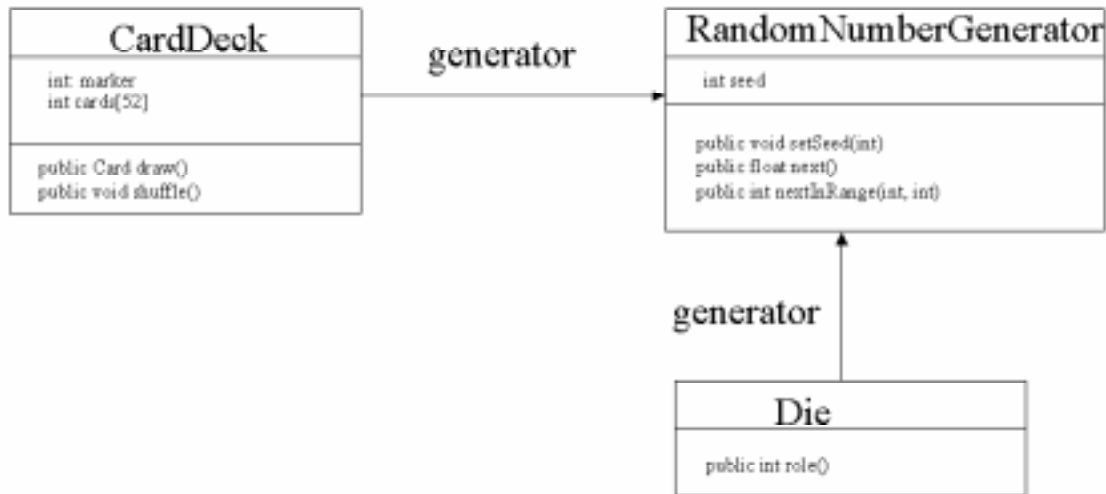 CardDeck
int: marker
int cards[52]
public Card draw()
public void shuffle()
generator
RandomNumberGenerator
int seed
public void setSeed(int)
public float next()
public int nextInRange(int, int)
generator
Die
public int role()